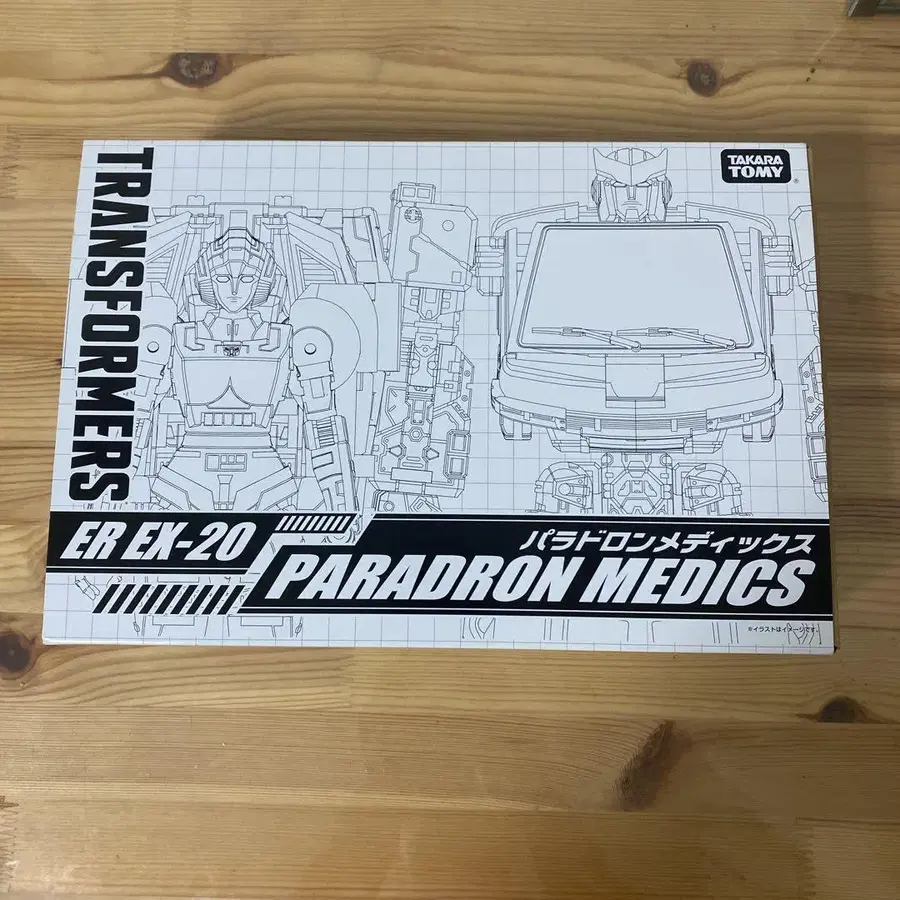 TRANSFORMERS
TAKARA
TOMY
ER EX-20
パラドロンメディックス
PARADRON MEDICS
※イラストはイメージです。